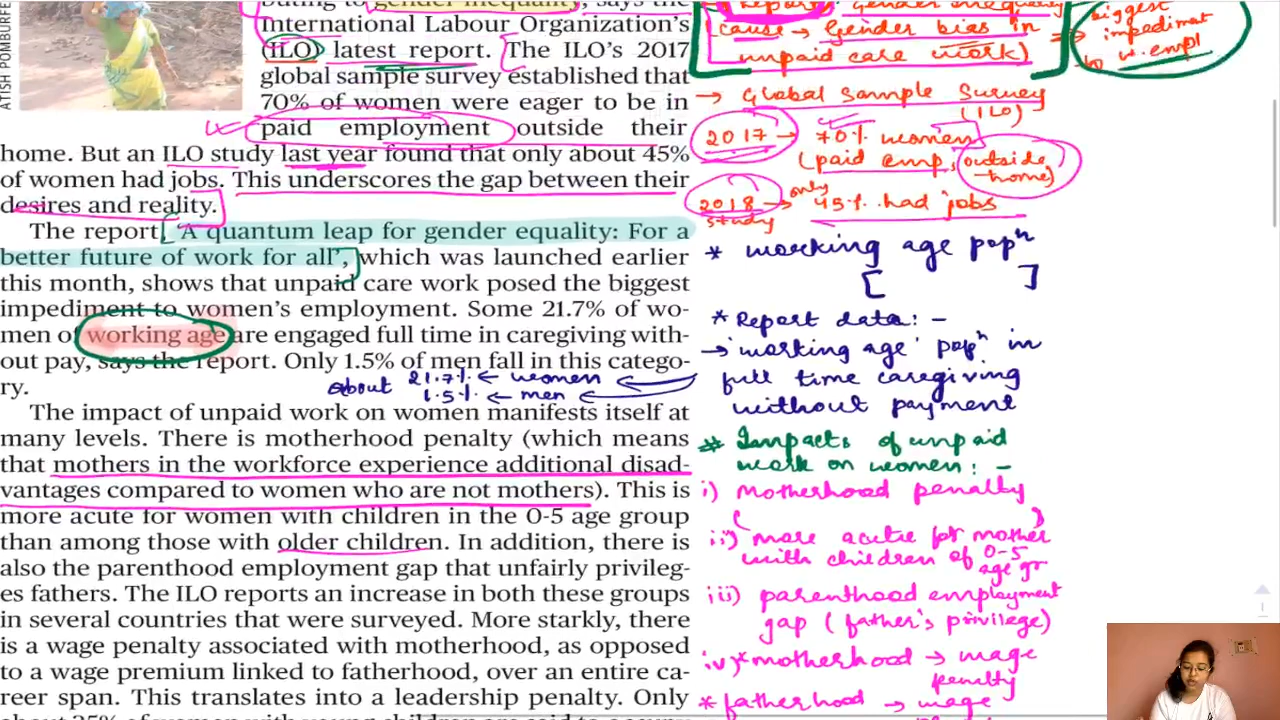 buting to gender inequality, says the
International Labour Organization's
(ILO) latest report. The ILO's 2017
global sample survey established that
70% of women were eager to be in
paid employment outside their
home. But an ILO study last year found that only about 45%
of women had jobs. This underscores the gap between their
desires and reality.
The report, 'A quantum leap for gender equality: For a
better future of work for all', which was launched earlier
this month, shows that unpaid care work posed the biggest
impediment to women's employment. Some 21.7% of wo-
men of working age are engaged full time in caregiving with-
out pay, says the report. Only 1.5% of men fall in this catego-
ry.
The impact of unpaid work on women manifests itself at
many levels. There is motherhood penalty (which means
that mothers in the workforce experience additional disad-
vantages compared to women who are not mothers). This is
more acute for women with children in the 0-5 age group
than among those with older children. In addition, there is
also the parenthood employment gap that unfairly privileg-
es fathers. The ILO reports an increase in both these groups
in several countries that were surveyed. More starkly, there
is a wage penalty associated with motherhood, as opposed
to a wage premium linked to fatherhood, over an entire ca-
reer span. This translates into a leadership penalty. Only
about 25% of women with young children are said to occupy
ATISH POMBURFE
Report Gender inequality
cause → Gender bias in
unpaid care work)
biggest
impediment
to w. empl
→ Global Sample Survey
(ILO)
2017 → 70% women
(paid emp, outside
home)
2018 → only 45% had jobs
study
* working age popn
[ ]
* Report data: -
→ 'working age' popn in
full time caregiving
without payment
about 21.7% ← women
1.5% ← men
* Impacts of unpaid
work on women: -
i) motherhood penalty
ii) more acute for mother
with children of 0-5
age gr
iii) parenthood employment
gap (father's privilege)
iv) * motherhood → wage
penalty
* fatherhood → wage